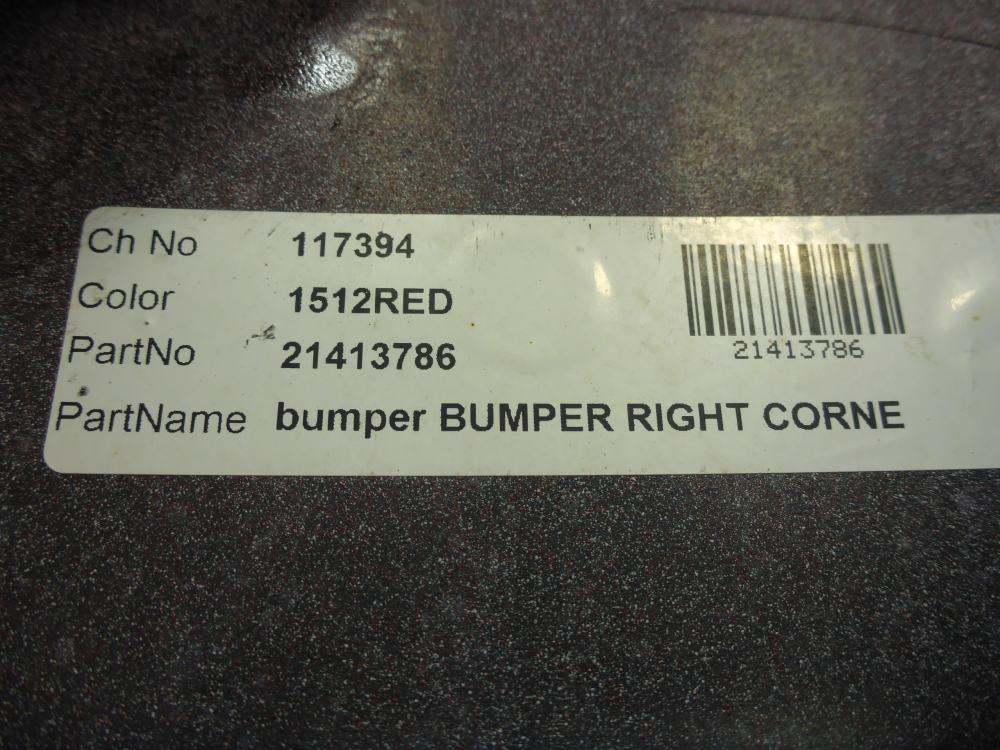 Ch No 117394
Color 1512RED
PartNo 21413786
PartName bumper BUMPER RIGHT CORNE
21413786